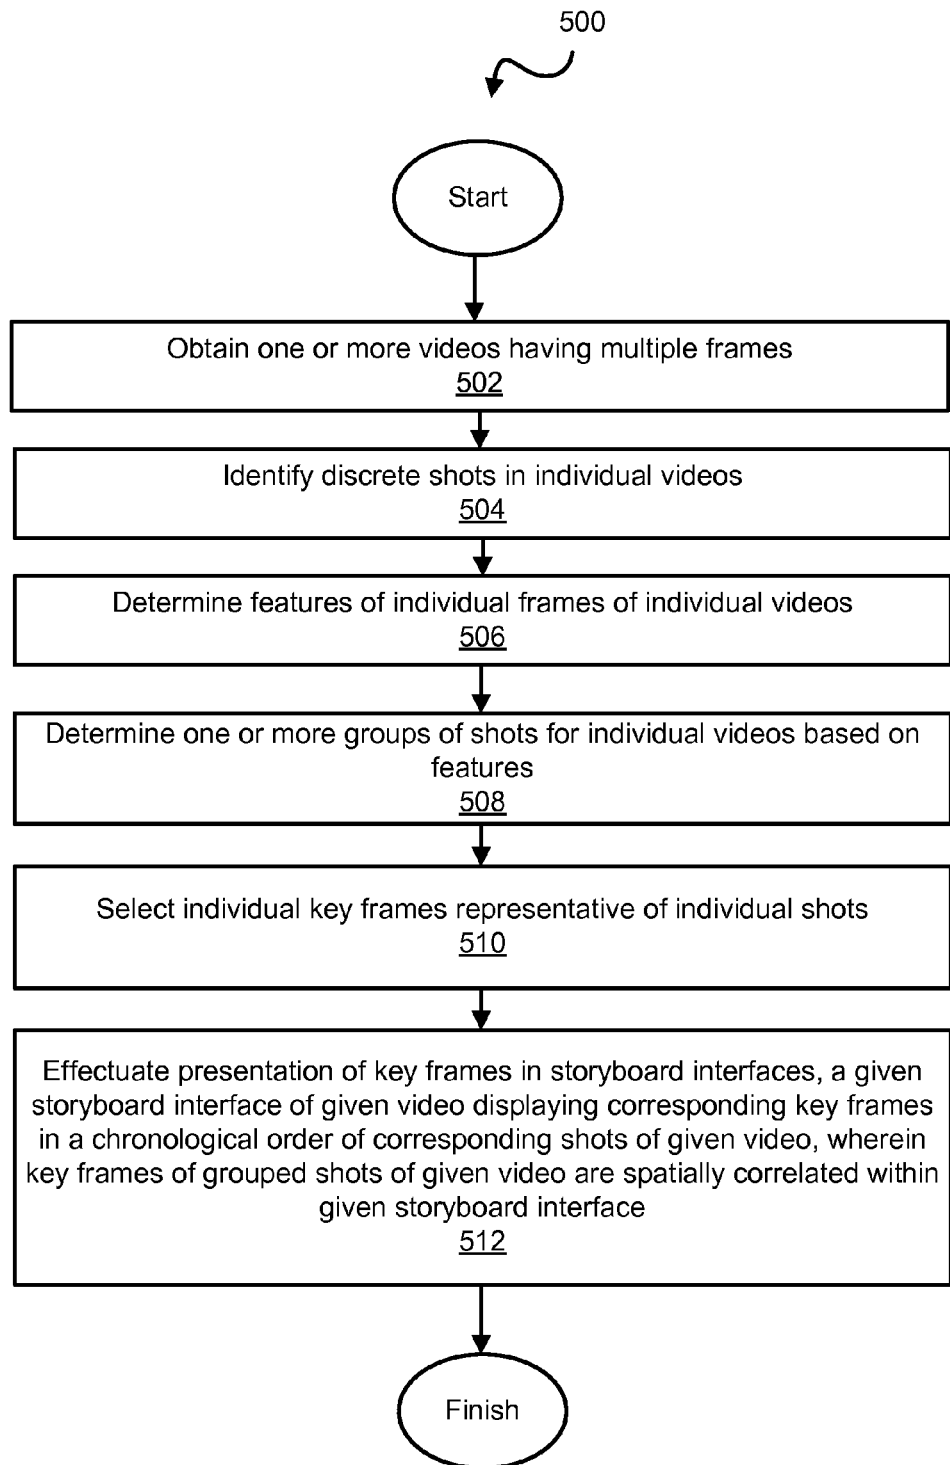 500
Start
Obtain one or more videos having multiple frames
502
Identify discrete shots in individual videos
504
Determine features of individual frames of individual videos
506
Determine one or more groups of shots for individual videos based on
features
508
Select individual key frames representative of individual shots
510
Effectuate presentation of key frames in storyboard interfaces, a given
storyboard interface of given video displaying corresponding key frames
in a chronological order of corresponding shots of given video, wherein
key frames of grouped shots of given video are spatially correlated within
given storyboard interface
512
Finish